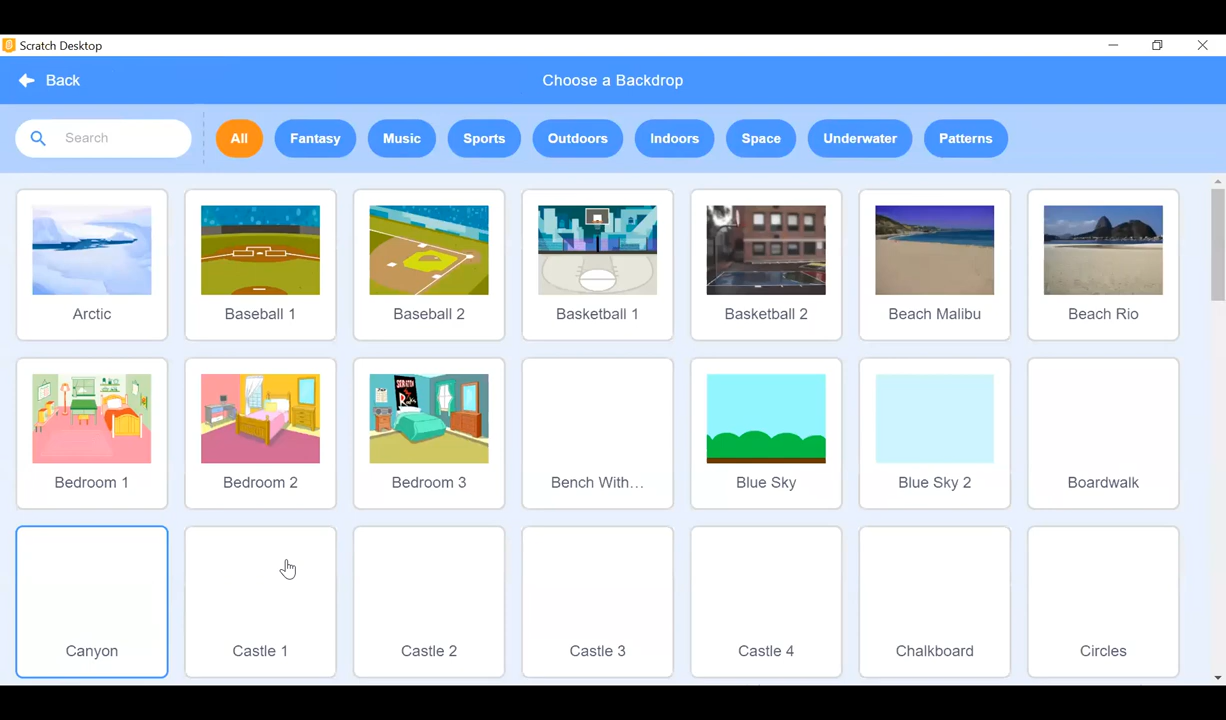 Scratch Desktop
Back
Choose a Backdrop
Search
All Fantasy Music Sports Outdoors Indoors Space Underwater Patterns
Arctic Baseball 1 Baseball 2 Basketball 1 Basketball 2 Beach Malibu Beach Rio
SCRATCH
Bedroom 1 Bedroom 2 Bedroom 3 Bench With... Blue Sky Blue Sky 2 Boardwalk
Canyon Castle 1 Castle 2 Castle 3 Castle 4 Chalkboard Circles